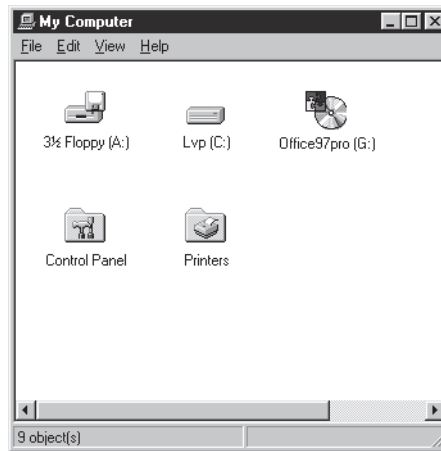 My Computer
File Edit View Help
3½ Floppy (A:) Lvp (C:) Office97pro (G:)
Control Panel Printers
9 object(s)